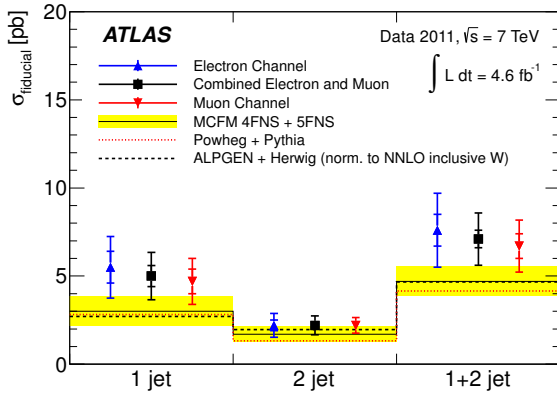 ATLAS
Data 2011, √s = 7 TeV
∫ L dt = 4.6 fb⁻¹
Electron Channel
Combined Electron and Muon
Muon Channel
MCFM 4FNS + 5FNS
Powheg + Pythia
ALPGEN + Herwig (norm. to NNLO inclusive W)
σfiducial [pb]
20
15
10
5
0
1 jet 2 jet 1+2 jet